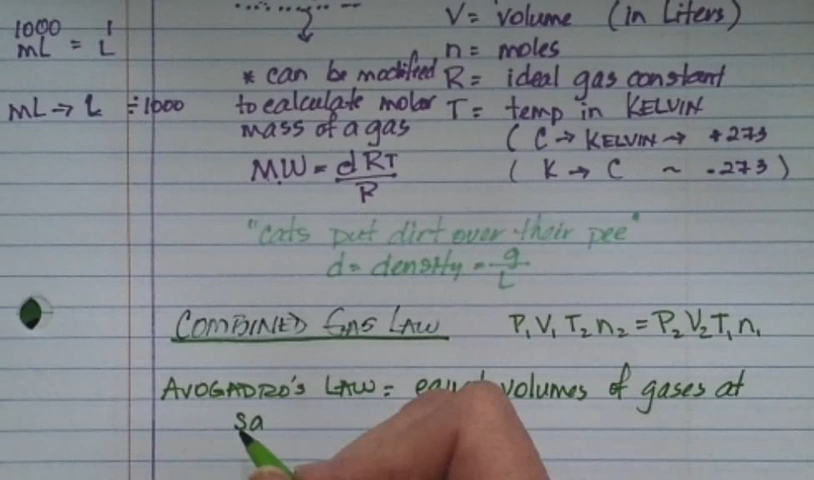 V = volume (in Liters)
1000 mL = 1 L
n = moles
* can be modified
R = ideal gas constant
mL → L ÷ 1000
to calculate molar
T = temp in KELVIN
mass of a gas
( C → KELVIN → +273
MW = dRT
R
( K → C ~ -273 )
"cats put dirt over their pee"
d = density = g
L
COMBINED GAS LAW P₁V₁T₂n₂ = P₂V₂T₁n₁
AVOGADRO'S LAW = equal volumes of gases at
sa